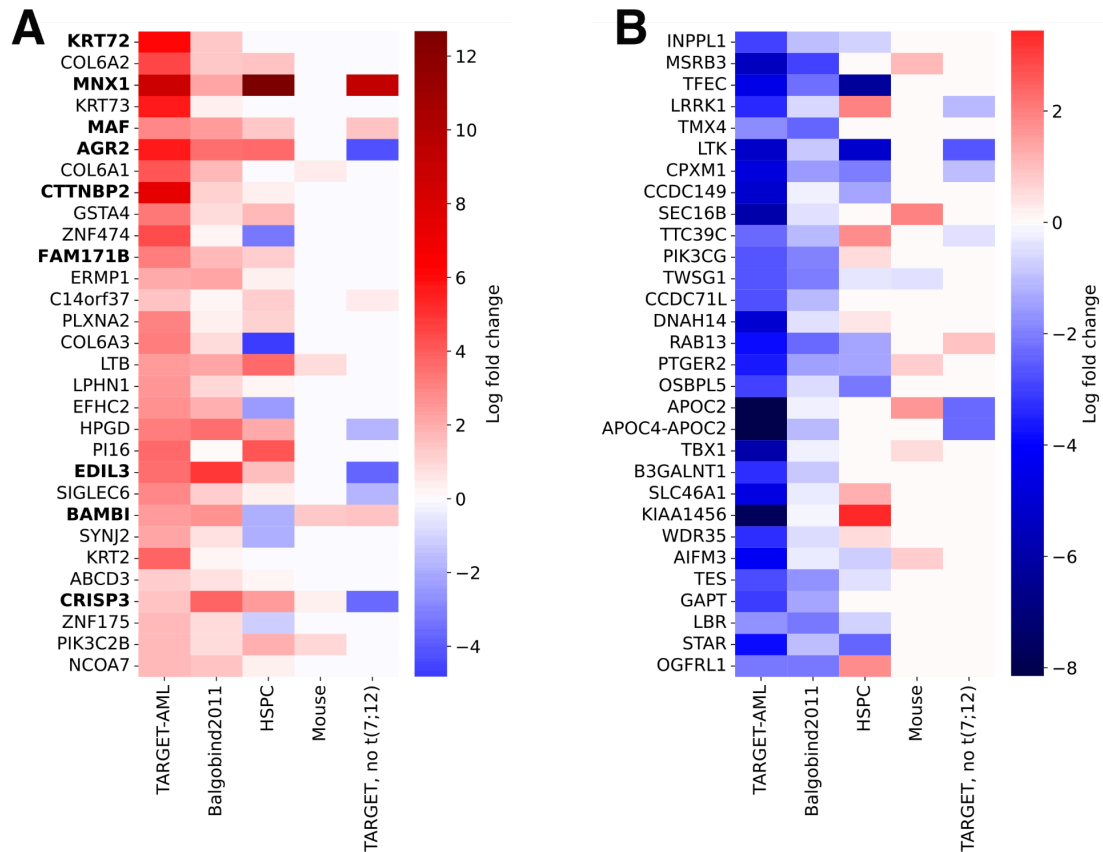 A
KRT72
COL6A2
MNX1
KRT73
MAF
AGR2
COL6A1
CTTNBP2
GSTA4
ZNF474
FAM171B
ERMP1
C14orf37
PLXNA2
COL6A3
LTB
LPHN1
EFHC2
HPGD
PI16
EDIL3
SIGLEC6
BAMBI
SYNJ2
KRT2
ABCD3
CRISP3
ZNF175
PIK3C2B
NCOA7
TARGET-AML
Balgobind2011
HSPC
Mouse
TARGET, no t(7;12)
12
10
8
6
4
2
0
−2
−4
Log fold change
B
INPPL1
MSRB3
TFEC
LRRK1
TMX4
LTK
CPXM1
CCDC149
SEC16B
TTC39C
PIK3CG
TWSG1
CCDC71L
DNAH14
RAB13
PTGER2
OSBPL5
APOC2
APOC4-APOC2
TBX1
B3GALNT1
SLC46A1
KIAA1456
WDR35
AIFM3
TES
GAPT
LBR
STAR
OGFRL1
TARGET-AML
Balgobind2011
HSPC
Mouse
TARGET, no t(7;12)
2
0
−2
−4
−6
−8
Log fold change